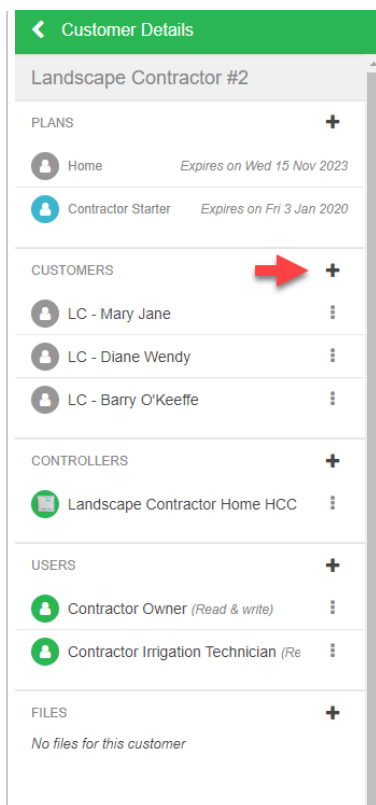 Customer Details
Landscape Contractor #2
PLANS
Home Expires on Wed 15 Nov 2023
Contractor Starter Expires on Fri 3 Jan 2020
CUSTOMERS
LC - Mary Jane
LC - Diane Wendy
LC - Barry O'Keeffe
CONTROLLERS
Landscape Contractor Home HCC
USERS
Contractor Owner (Read & write)
Contractor Irrigation Technician (Re
FILES
No files for this customer